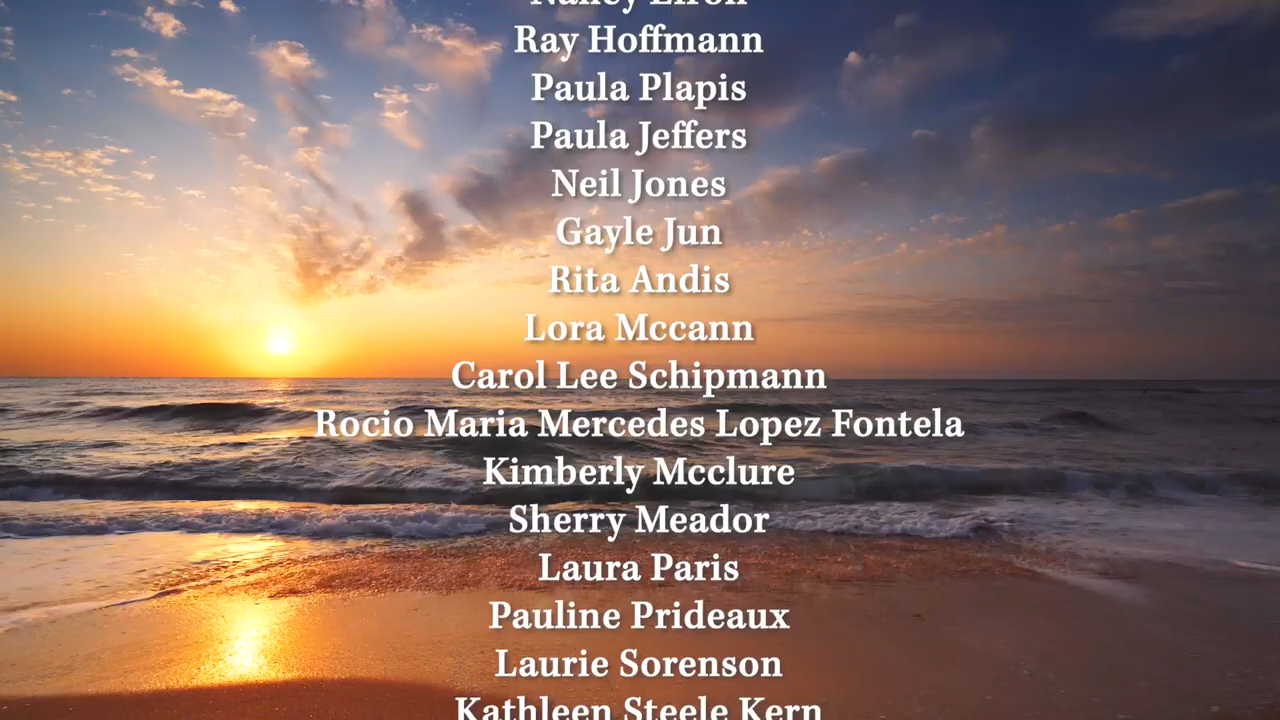 Ray Hoffmann
Paula Plapis
Paula Jeffers
Neil Jones
Gayle Jun
Rita Andis
Lora Mccann
Carol Lee Schipmann
Rocio Maria Mercedes Lopez Fontela
Kimberly Mcclure
Sherry Meador
Laura Paris
Pauline Prideaux
Laurie Sorenson
Kathleen Steele Kern